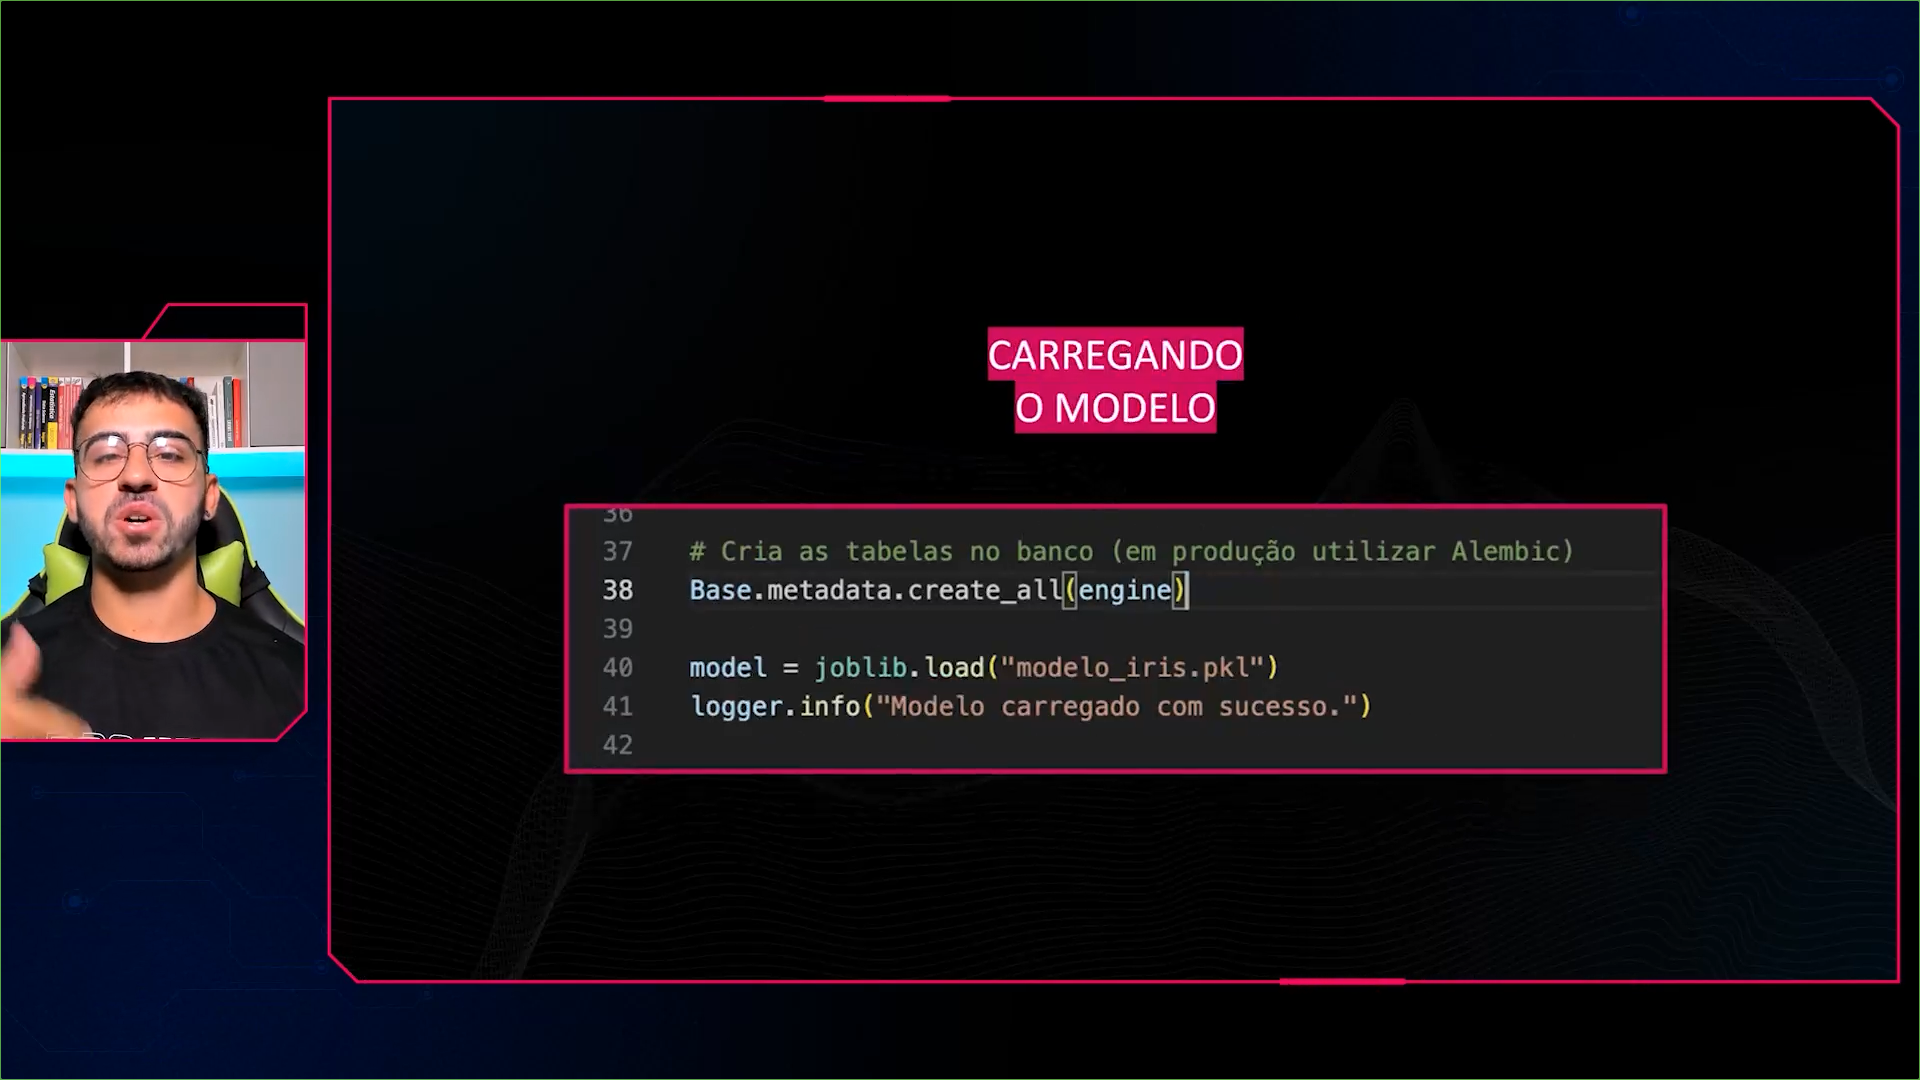 CARREGANDO
O MODELO
36
37 # Cria as tabelas no banco (em produção utilizar Alembic)
38 Base.metadata.create_all(engine)
39
40 model = joblib.load("modelo_iris.pkl")
41 logger.info("Modelo carregado com sucesso.")
42